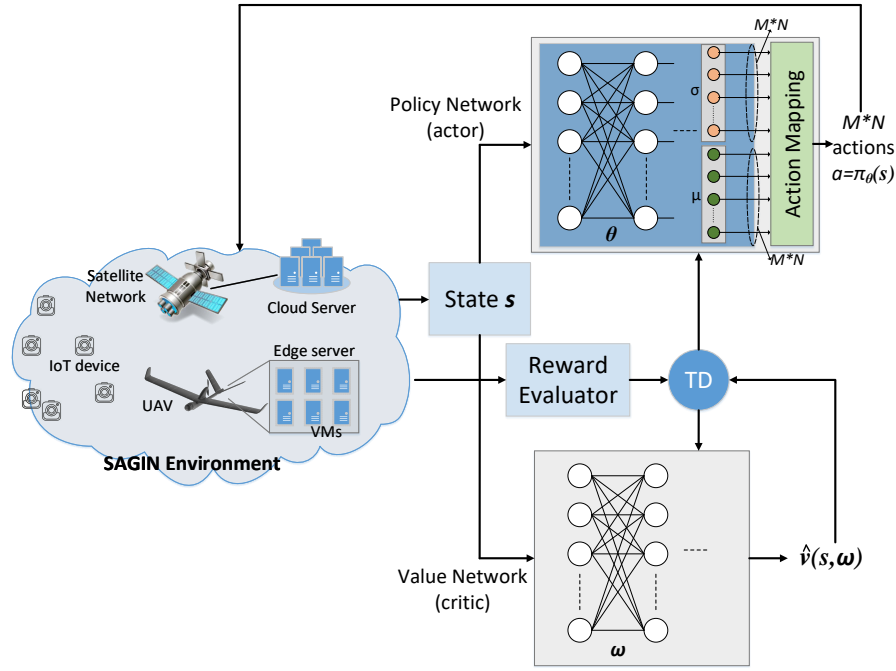 M*N
σ
Policy Network
(actor)
Action Mapping
M*N
actions
a=πθ(s)
μ
θ
M*N
Satellite
Network
Cloud Server
State s
IoT device
Edge server
UAV
VMs
SAGIN Environment
Reward
Evaluator
TD
Value Network
(critic)
v̂(s,ω)
ω